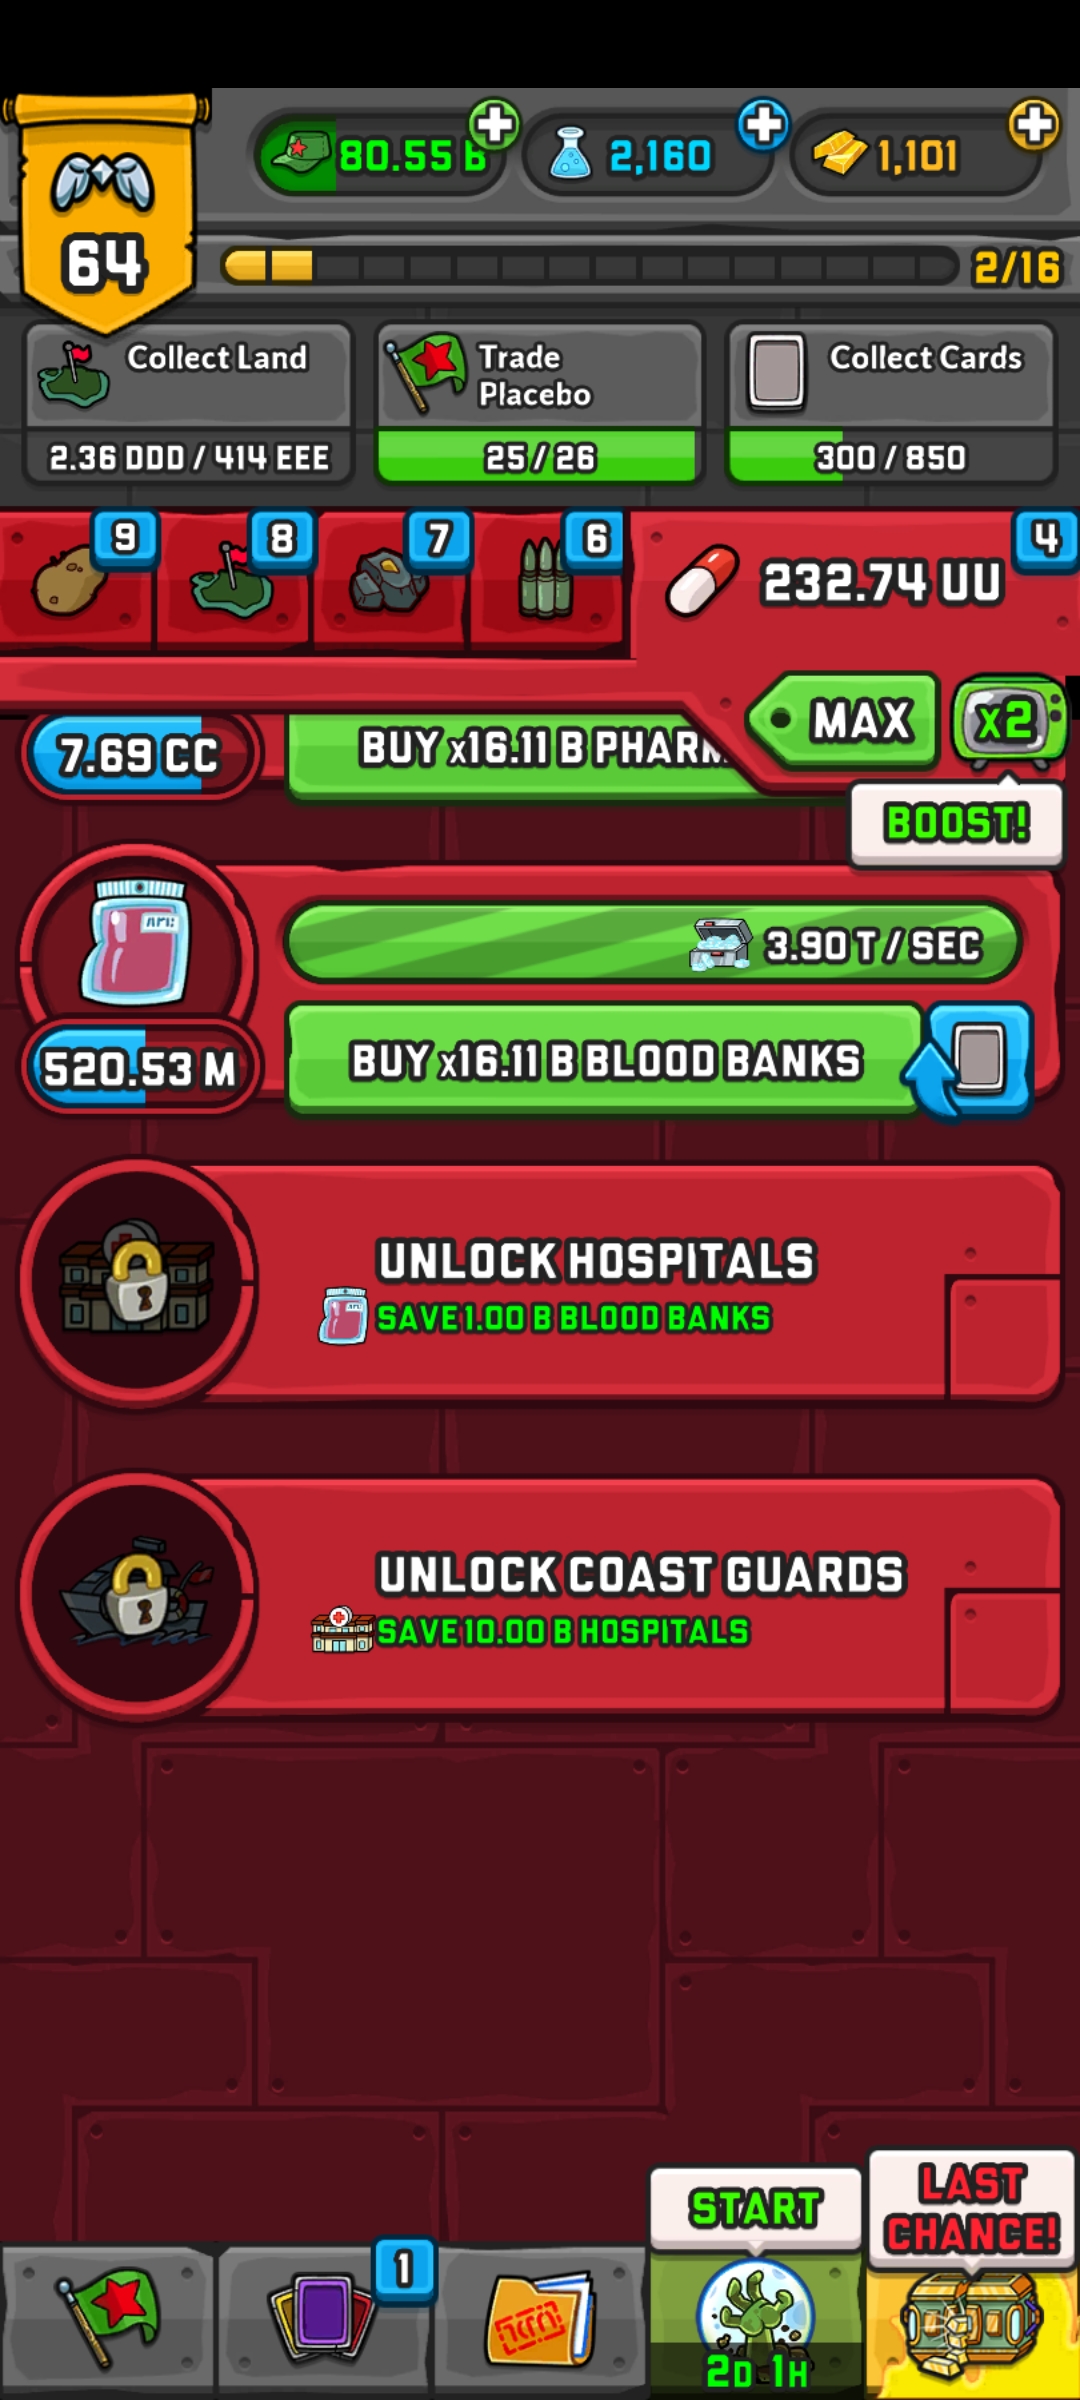 64
80.55 B
2,160
1,101
2/16
Collect Land
2.36 DDD / 414 EEE
Trade
Placebo
25 / 26
Collect Cards
300 / 850
9
8
7
6
4
232.74 UU
MAX
x2
BOOST!
7.69 CC
BUY x16.11 B
3.90 T / SEC
520.53 M
BUY x16.11 B BLOOD BANKS
UNLOCK HOSPITALS
SAVE 1.00 B BLOOD BANKS
UNLOCK COAST GUARDS
SAVE 10.00 B HOSPITALS
START
LAST
CHANCE!
1
2D 1H